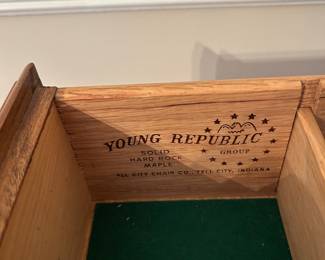 YOUNG REPUBLIC
SOLID
HARD ROCK
MAPLE
GROUP
TELL CITY CHAIR CO., TELL CITY, INDIANA